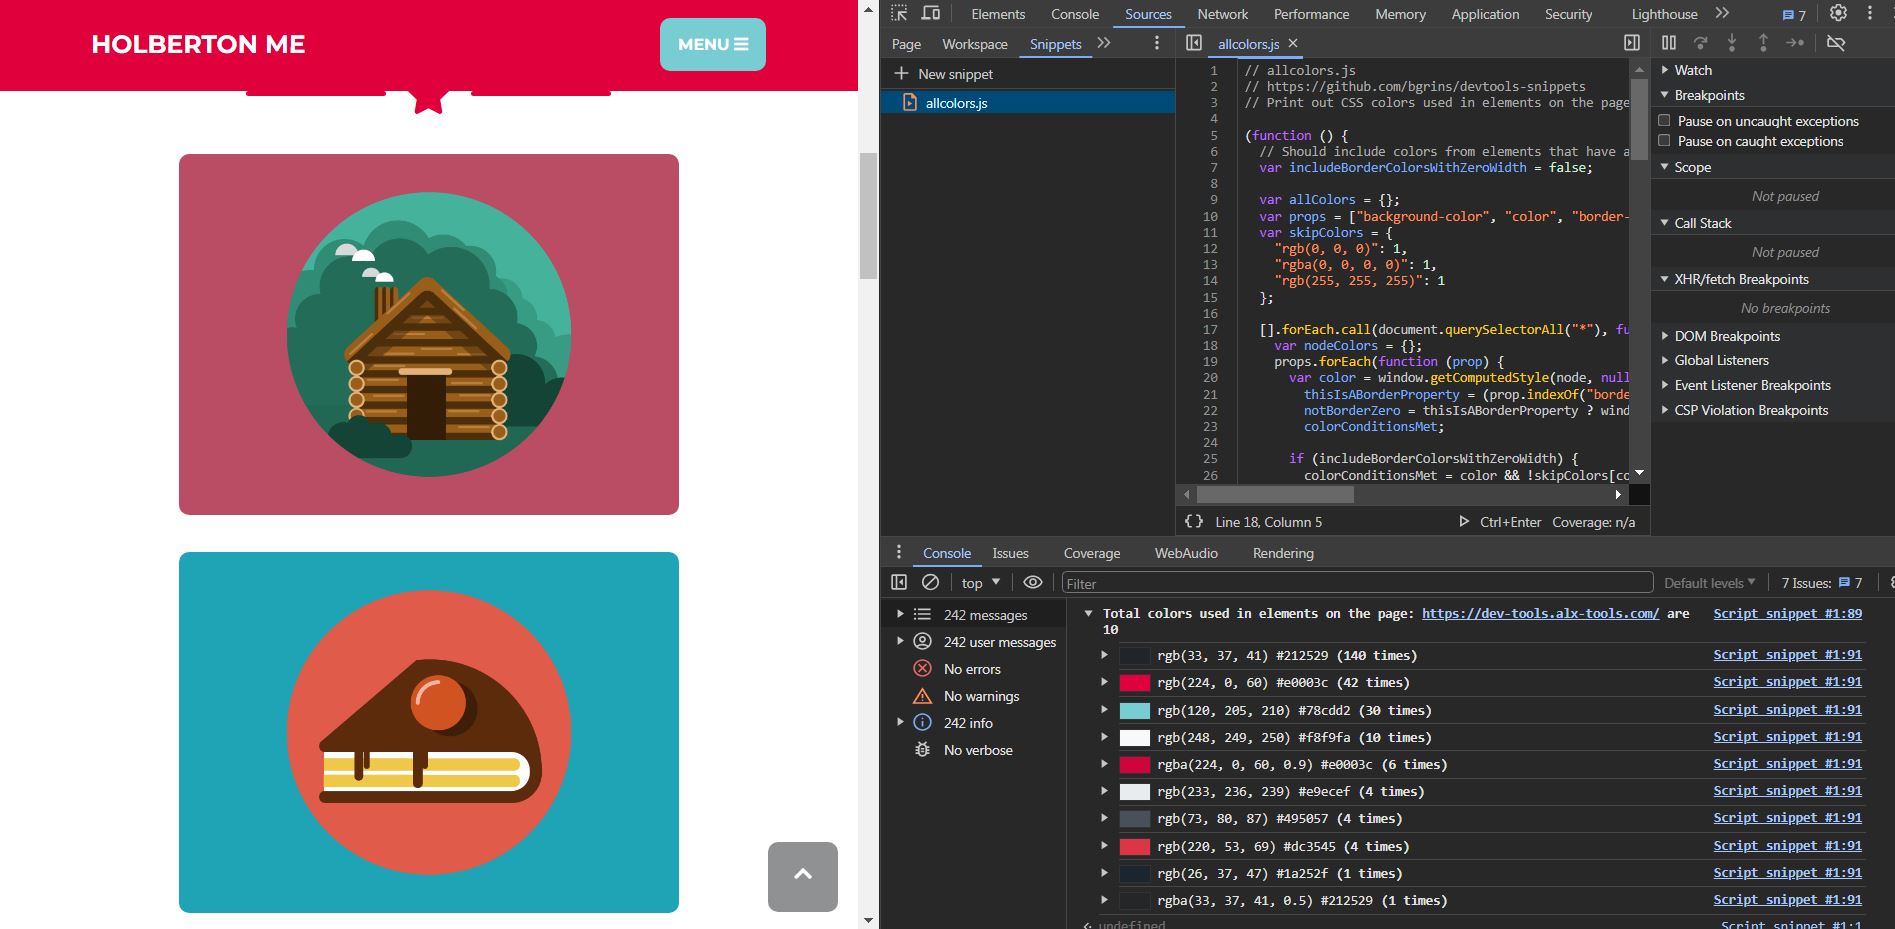 HOLBERTON ME
MENU
Elements Console Sources Network Performance Memory Application Security Lighthouse 7
Page Workspace Snippets
allcolors.js
New snippet
allcolors.js
1 // allcolors.js
2 // https://github.com/bgrins/devtools-snippets
3 // Print out CSS colors used in elements on the page
4
5 (function () {
6 // Should include colors from elements that have a
7 var includeBorderColorsWithZeroWidth = false;
8
9 var allColors = {};
10 var props = ["background-color", "color", "border-
11 var skipColors = {
12 "rgb(0, 0, 0)": 1,
13 "rgba(0, 0, 0, 0)": 1,
14 "rgb(255, 255, 255)": 1
15 };
16
17 [].forEach.call(document.querySelectorAll("*"), fu
18 var nodeColors = {};
19 props.forEach(function (prop) {
20 var color = window.getComputedStyle(node, null
21 thisIsABorderProperty = (prop.indexOf("borde
22 notBorderZero = thisIsABorderProperty ? wind
23 colorConditionsMet;
24
25 if (includeBorderColorsWithZeroWidth) {
26 colorConditionsMet = color && !skipColors[co
{} Line 18, Column 5 Ctrl+Enter Coverage: n/a
Watch
Breakpoints
Pause on uncaught exceptions
Pause on caught exceptions
Scope
Not paused
Call Stack
Not paused
XHR/fetch Breakpoints
No breakpoints
DOM Breakpoints
Global Listeners
Event Listener Breakpoints
CSP Violation Breakpoints
Console Issues Coverage WebAudio Rendering
top Filter Default levels 7 Issues: 7
242 messages
242 user messages
No errors
No warnings
242 info
No verbose
Total colors used in elements on the page: https://dev-tools.alx-tools.com/ are Script snippet #1:89
10
rgb(33, 37, 41) #212529 (140 times) Script snippet #1:91
rgb(224, 0, 60) #e0003c (42 times) Script snippet #1:91
rgb(120, 205, 210) #78cdd2 (30 times) Script snippet #1:91
rgb(248, 249, 250) #f8f9fa (10 times) Script snippet #1:91
rgba(224, 0, 60, 0.9) #e0003c (6 times) Script snippet #1:91
rgb(233, 236, 239) #e9ecef (4 times) Script snippet #1:91
rgb(73, 80, 87) #495057 (4 times) Script snippet #1:91
rgb(220, 53, 69) #dc3545 (4 times) Script snippet #1:91
rgb(26, 37, 47) #1a252f (1 times) Script snippet #1:91
rgba(33, 37, 41, 0.5) #212529 (1 times) Script snippet #1:91
undefined Script snippet #1:1